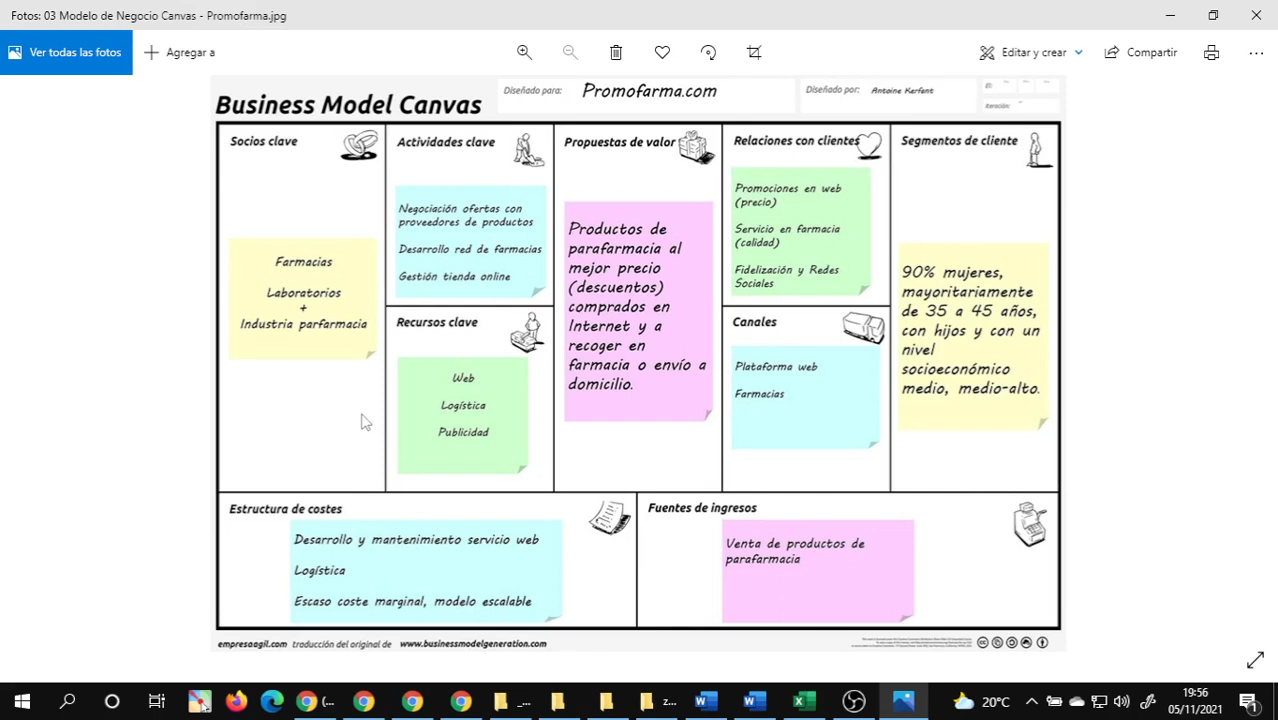 Fotos: 03 Modelo de Negocio Canvas - Promofarma.jpg
Ver todas las fotos
Agregar a
Editar y crear
Compartir
Business Model Canvas
Diseñado para:
Promofarma.com
Diseñado por:
Antoine Kerfant
Iteración:
Socios clave
Farmacias
Laboratorios
+
Industria parfarmacia
Actividades clave
Negociación ofertas con
proveedores de productos
Desarrollo red de farmacias
Gestión tienda online
Recursos clave
Web
Logística
Publicidad
Propuestas de valor
Productos de
parafarmacia al
mejor precio
(descuentos)
comprados en
Internet y a
recoger en
farmacia o envío a
domicilio.
Relaciones con clientes
Promociones en web
(precio)
Servicio en farmacia
(calidad)
Fidelización y Redes
Sociales
Canales
Plataforma web
Farmacias
Segmentos de cliente
90% mujeres,
mayoritariamente
de 35 a 45 años,
con hijos y con un
nivel
socioeconómico
medio, medio-alto.
Estructura de costes
Desarrollo y mantenimiento servicio web
Logística
Escaso coste marginal, modelo escalable
Fuentes de ingresos
Venta de productos de
parafarmacia
empresaagil.com traducción del original de www.businessmodelgeneration.com
(...
_...
z...
20°C
19:56
05/11/2021
1